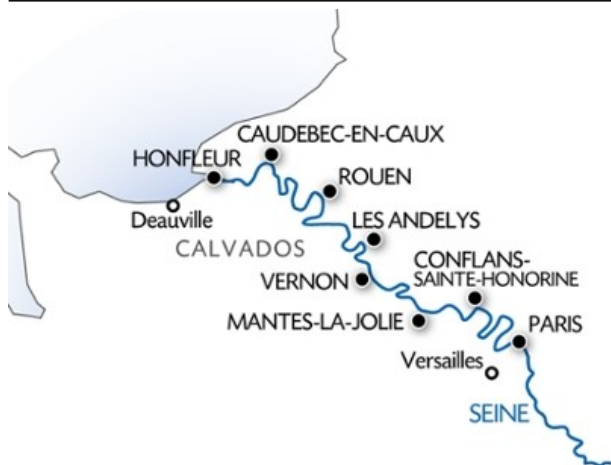 CAUDEBEC-EN-CAUX
HONFLEUR
ROUEN
Deauville
LES ANDELYS
CALVADOS
CONFLANS-
SAINTE-HONORINE
VERNON
MANTES-LA-JOLIE
PARIS
Versailles
SEINE